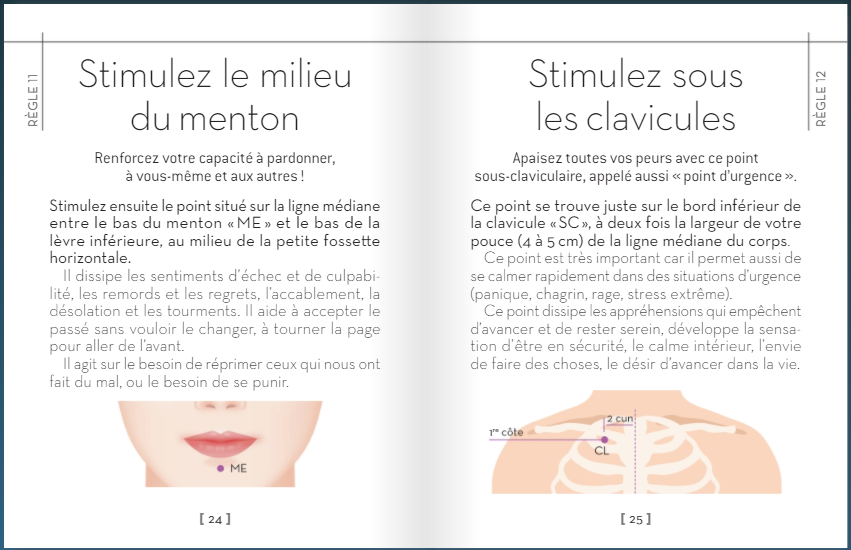 RÈGLE 11
Stimulez le milieu
du menton
Renforcez votre capacité à pardonner,
à vous-même et aux autres !
Stimulez ensuite le point situé sur la ligne médiane
entre le bas du menton « ME » et le bas de la
lèvre inférieure, au milieu de la petite fossette
horizontale.
Il dissipe les sentiments d'échec et de culpabi-
lité, les remords et les regrets, l'accablement, la
désolation et les tourments. Il aide à accepter le
passé sans vouloir le changer, à tourner la page
pour aller de l'avant.
Il agit sur le besoin de réprimer ceux qui nous ont
fait du mal, ou le besoin de se punir.
ME
[ 24 ]
RÈGLE 12
Stimulez sous
les clavicules
Apaisez toutes vos peurs avec ce point
sous-claviculaire, appelé aussi « point d'urgence ».
Ce point se trouve juste sur le bord inférieur de
la clavicule « SC », à deux fois la largeur de votre
pouce (4 à 5 cm) de la ligne médiane du corps.
Ce point est très important car il permet aussi de
se calmer rapidement dans des situations d'urgence
(panique, chagrin, rage, stress extrême).
Ce point dissipe les appréhensions qui empêchent
d'avancer et de rester serein, développe la sensa-
tion d'être en sécurité, le calme intérieur, l'envie
de faire des choses, le désir d'avancer dans la vie.
2 cun
1re côte
CL
[ 25 ]